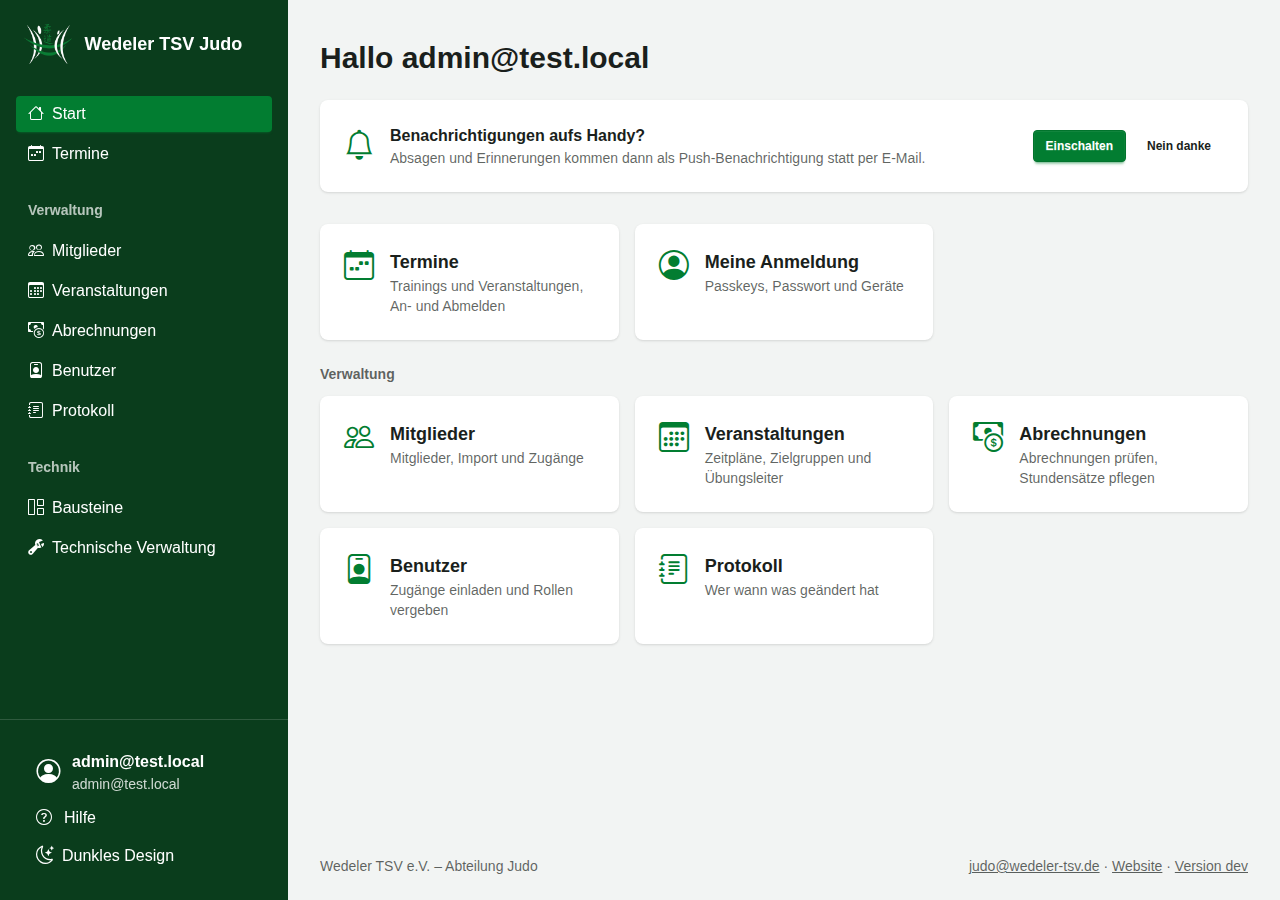 Wedeler TSV Judo
Start
Termine
Verwaltung
Mitglieder
Veranstaltungen
Abrechnungen
Benutzer
Protokoll
Technik
Bausteine
Technische Verwaltung
admin@test.local
admin@test.local
Hilfe
Dunkles Design
Hallo admin@test.local
Benachrichtigungen aufs Handy?
Absagen und Erinnerungen kommen dann als Push-Benachrichtigung statt per E-Mail.
Einschalten
Nein danke
Termine
Trainings und Veranstaltungen,
An- und Abmelden
Meine Anmeldung
Passkeys, Passwort und Geräte
Verwaltung
Mitglieder
Mitglieder, Import und Zugänge
Veranstaltungen
Zeitpläne, Zielgruppen und
Übungsleiter
Abrechnungen
Abrechnungen prüfen,
Stundensätze pflegen
Benutzer
Zugänge einladen und Rollen
vergeben
Protokoll
Wer wann was geändert hat
Wedeler TSV e.V. – Abteilung Judo
judo@wedeler-tsv.de · Website · Version dev